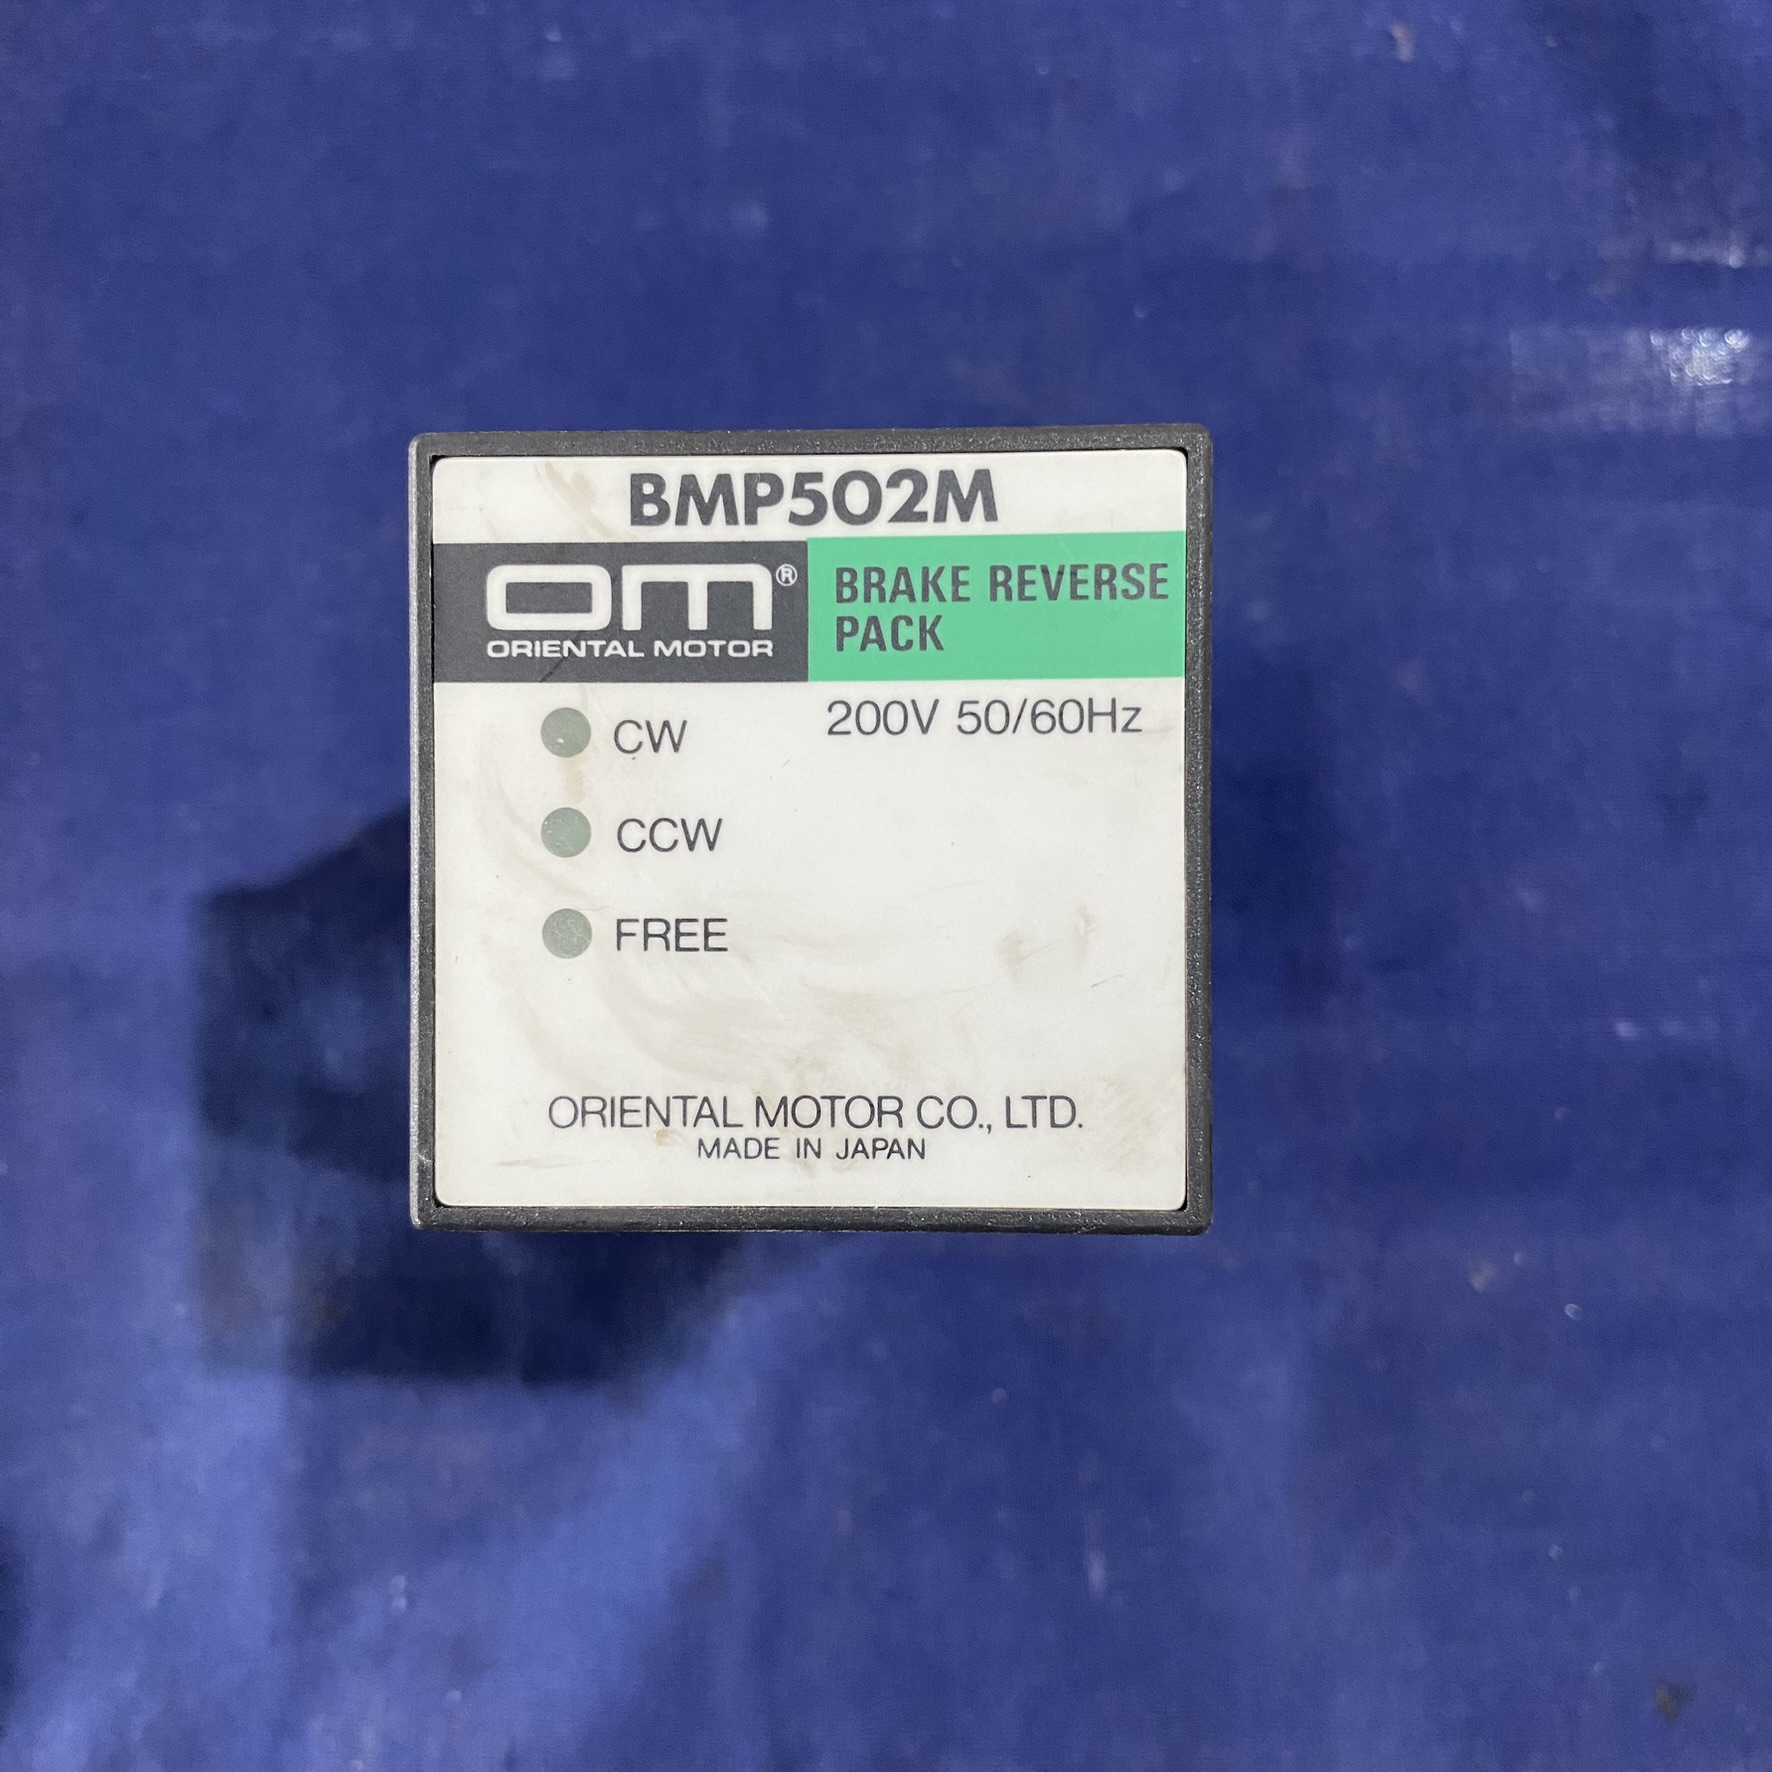 BMP502M
om®
ORIENTAL MOTOR
BRAKE REVERSE
PACK
200V 50/60Hz
CW
CCW
FREE
ORIENTAL MOTOR CO., LTD.
MADE IN JAPAN